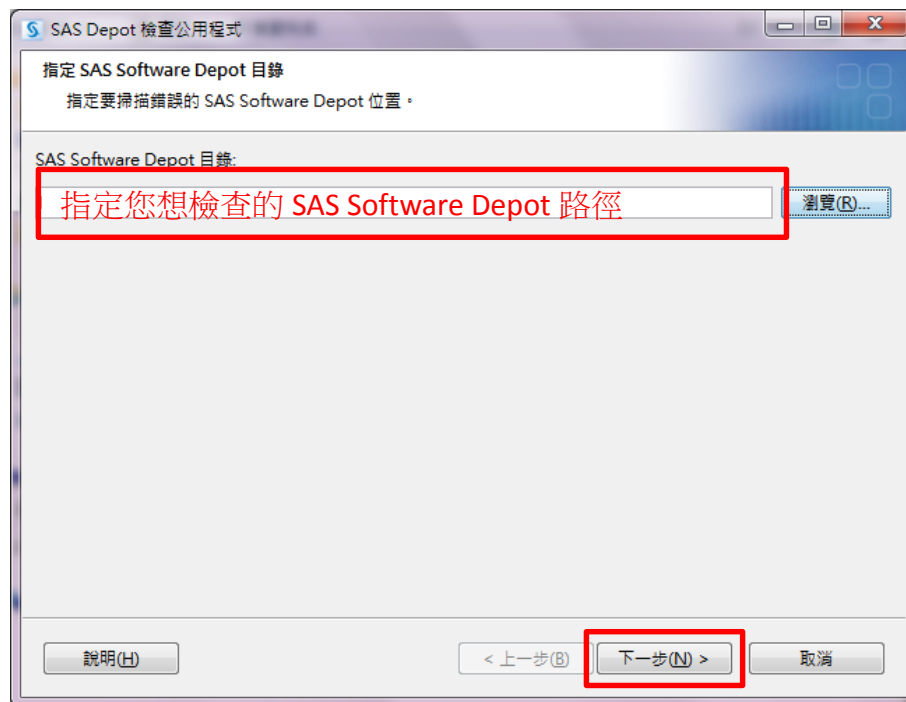 SAS Depot 檢查公用程式
指定 SAS Software Depot 目錄
指定要掃描錯誤的 SAS Software Depot 位置。
SAS Software Depot 目錄:
指定您想檢查的 SAS Software Depot 路徑
瀏覽(R)...
說明(H)
< 上一步(B)
下一步(N) >
取消